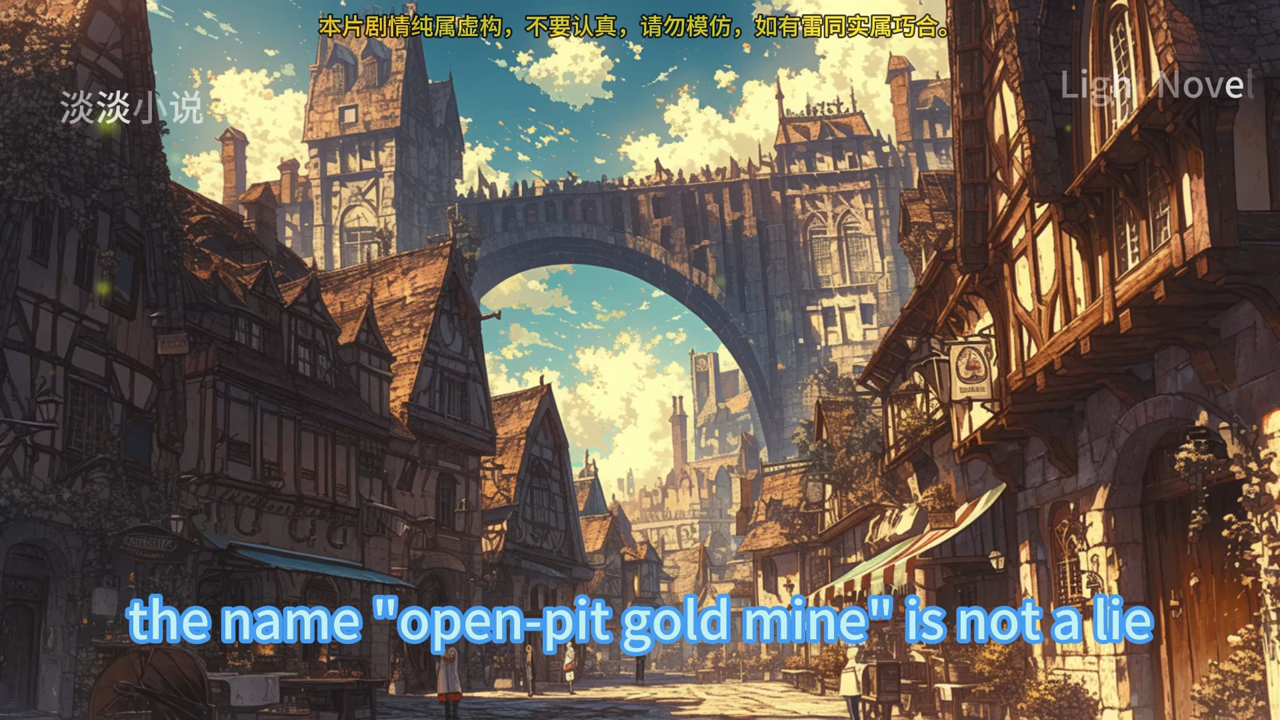 本片剧情纯属虚构，不要认真，请勿模仿，如有雷同实属巧合。
淡淡小说
Light Novel
the name "open-pit gold mine" is not a lie